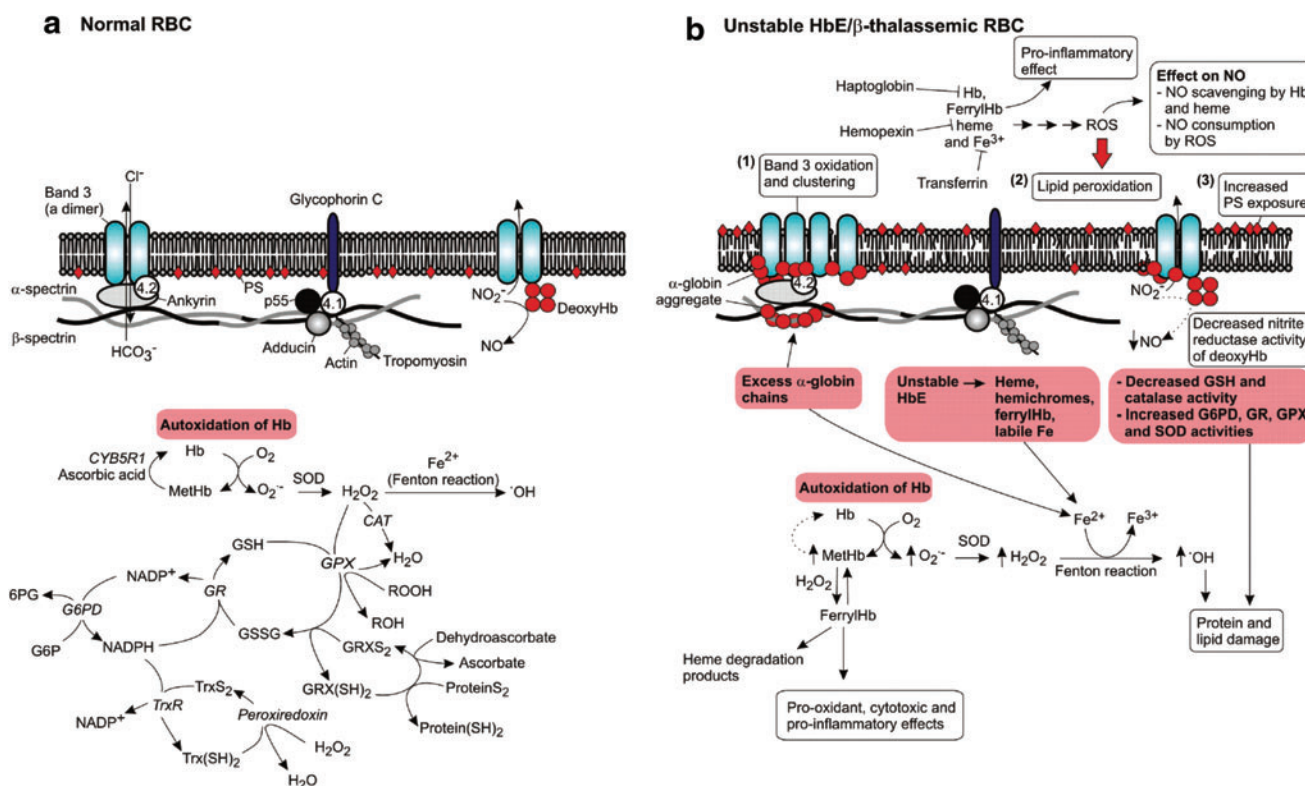 a Normal RBC
Cl⁻
Band 3
(a dimer)
Glycophorin C
α-spectrin
4.2
Ankyrin
PS
p55
4.1
NO₂⁻
DeoxyHb
β-spectrin
HCO₃⁻
Adducin
Actin
Tropomyosin
NO
Autoxidation of Hb
CYB5R1
Ascorbic acid
Hb
O₂
MetHb
O₂·⁻
SOD
H₂O₂
Fe²⁺
(Fenton reaction)
·OH
CAT
H₂O
GSH
GPX
NADP⁺
GR
ROOH
6PG
G6PD
ROH
G6P
NADPH
GSSG
GRXS₂
Dehydroascorbate
Ascorbate
TrxS₂
GRX(SH)₂
ProteinS₂
NADP⁺
TrxR
Peroxiredoxin
Protein(SH)₂
Trx(SH)₂
H₂O₂
H₂O
b Unstable HbE/β-thalassemic RBC
Pro-inflammatory
effect
Haptoglobin
Hb,
FerrylHb
heme
and Fe³⁺
Hemopexin
Transferrin
ROS
Effect on NO
- NO scavenging by Hb
and heme
- NO consumption
by ROS
(1)
Band 3 oxidation
and clustering
(2)
Lipid peroxidation
(3)
Increased
PS exposure
α-globin
aggregate
4.2
4.1
NO₂⁻
NO
Decreased nitrite
reductase activity
of deoxyHb
Excess α-globin
chains
Unstable
HbE
Heme,
hemichromes,
ferrylHb,
labile Fe
- Decreased GSH and
catalase activity
- Increased G6PD, GR, GPX
and SOD activities
Autoxidation of Hb
Hb
O₂
MetHb
O₂·⁻
SOD
H₂O₂
Fe²⁺
Fe³⁺
Fenton reaction
·OH
H₂O₂
FerrylHb
Heme degradation
products
Protein and
lipid damage
Pro-oxidant, cytotoxic and
pro-inflammatory effects